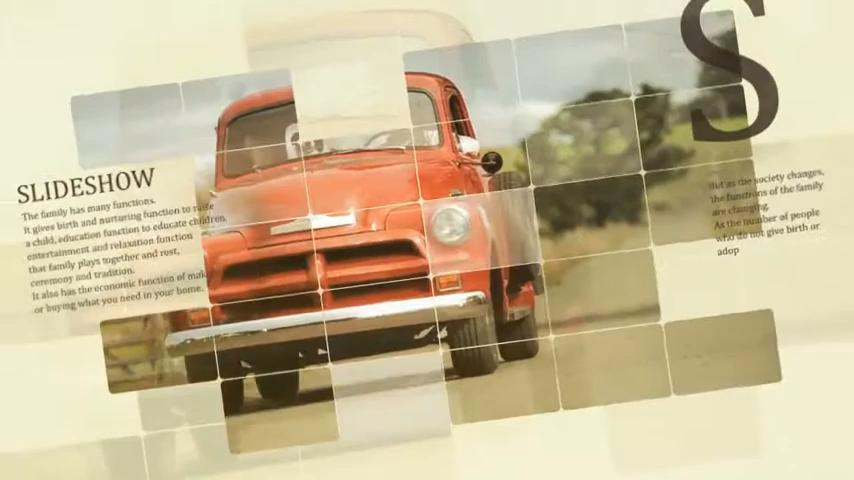 S
SLIDESHOW
The family has many functions.
It gives birth and nurturing function to raise
a child, education function to educate children,
entertainment and relaxation function
that family plays together and rest,
ceremony and tradition.
It also has the economic function of mak
or buying what you need in your home.
But as the society changes,
the functions of the family
are changing.
As the number of people
who do not give birth or
adop